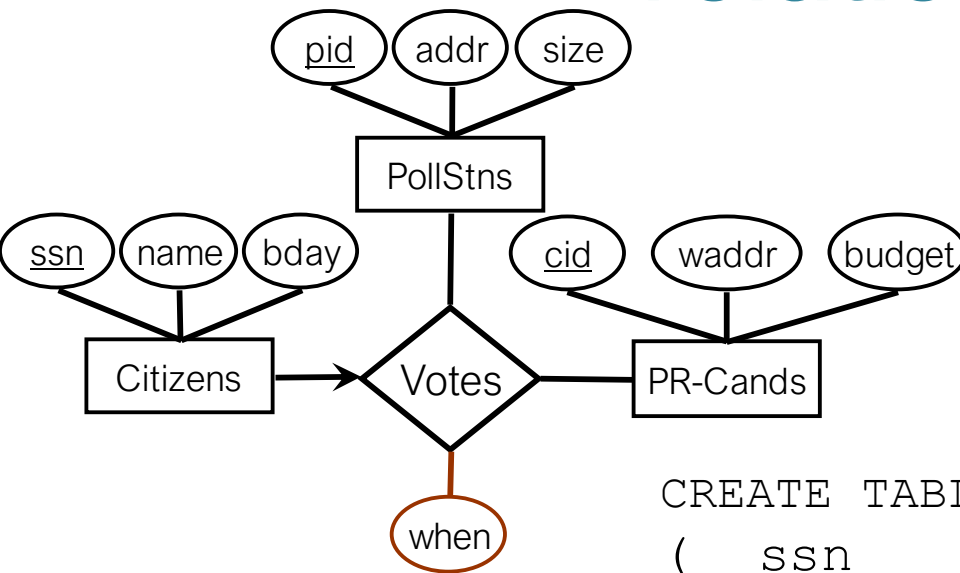 pid addr size
PollStns
ssn name bday cid waddr budget
Citizens Votes PR-Cands
when
CREATE
( ssn